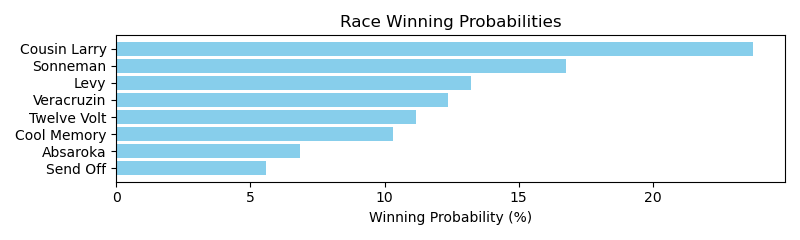 Race Winning Probabilities
Cousin Larry
Sonneman
Levy
Veracruzin
Twelve Volt
Cool Memory
Absaroka
Send Off
0 5 10 15 20
Winning Probability (%)